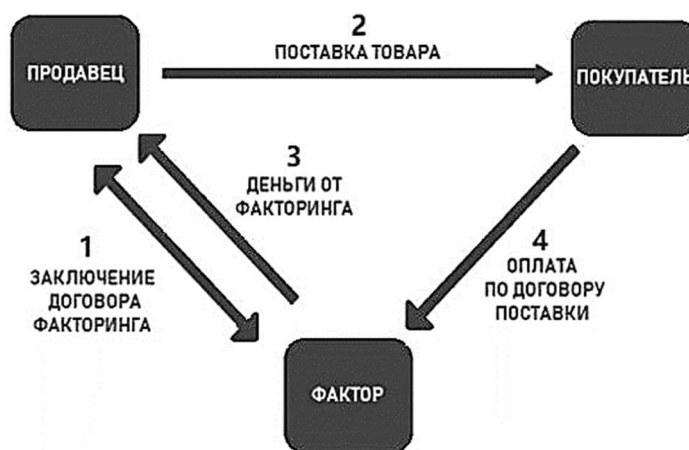 2
ПОСТАВКА ТОВАРА
ПРОДАВЕЦ
ПОКУПАТЕЛЬ
3
ДЕНЬГИ ОТ
ФАКТОРИНГА
1
ЗАКЛЮЧЕНИЕ
ДОГОВОРА
ФАКТОРИНГА
4
ОПЛАТА
ПО ДОГОВОРУ
ПОСТАВКИ
ФАКТОР